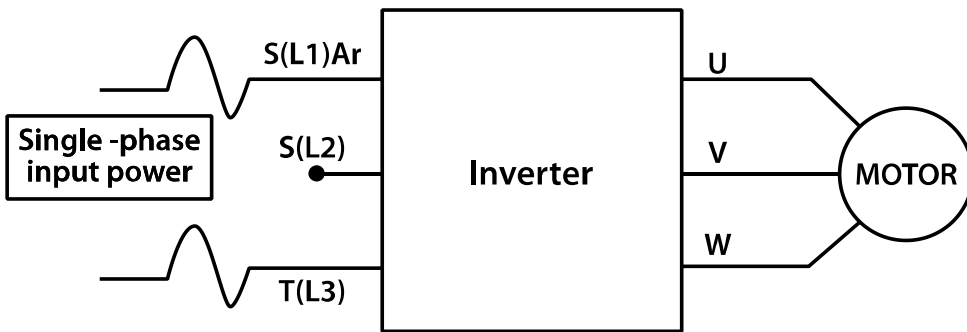 S(L1)Ar
Single -phase
input power
S(L2)
T(L3)
Inverter
U
V
W
MOTOR